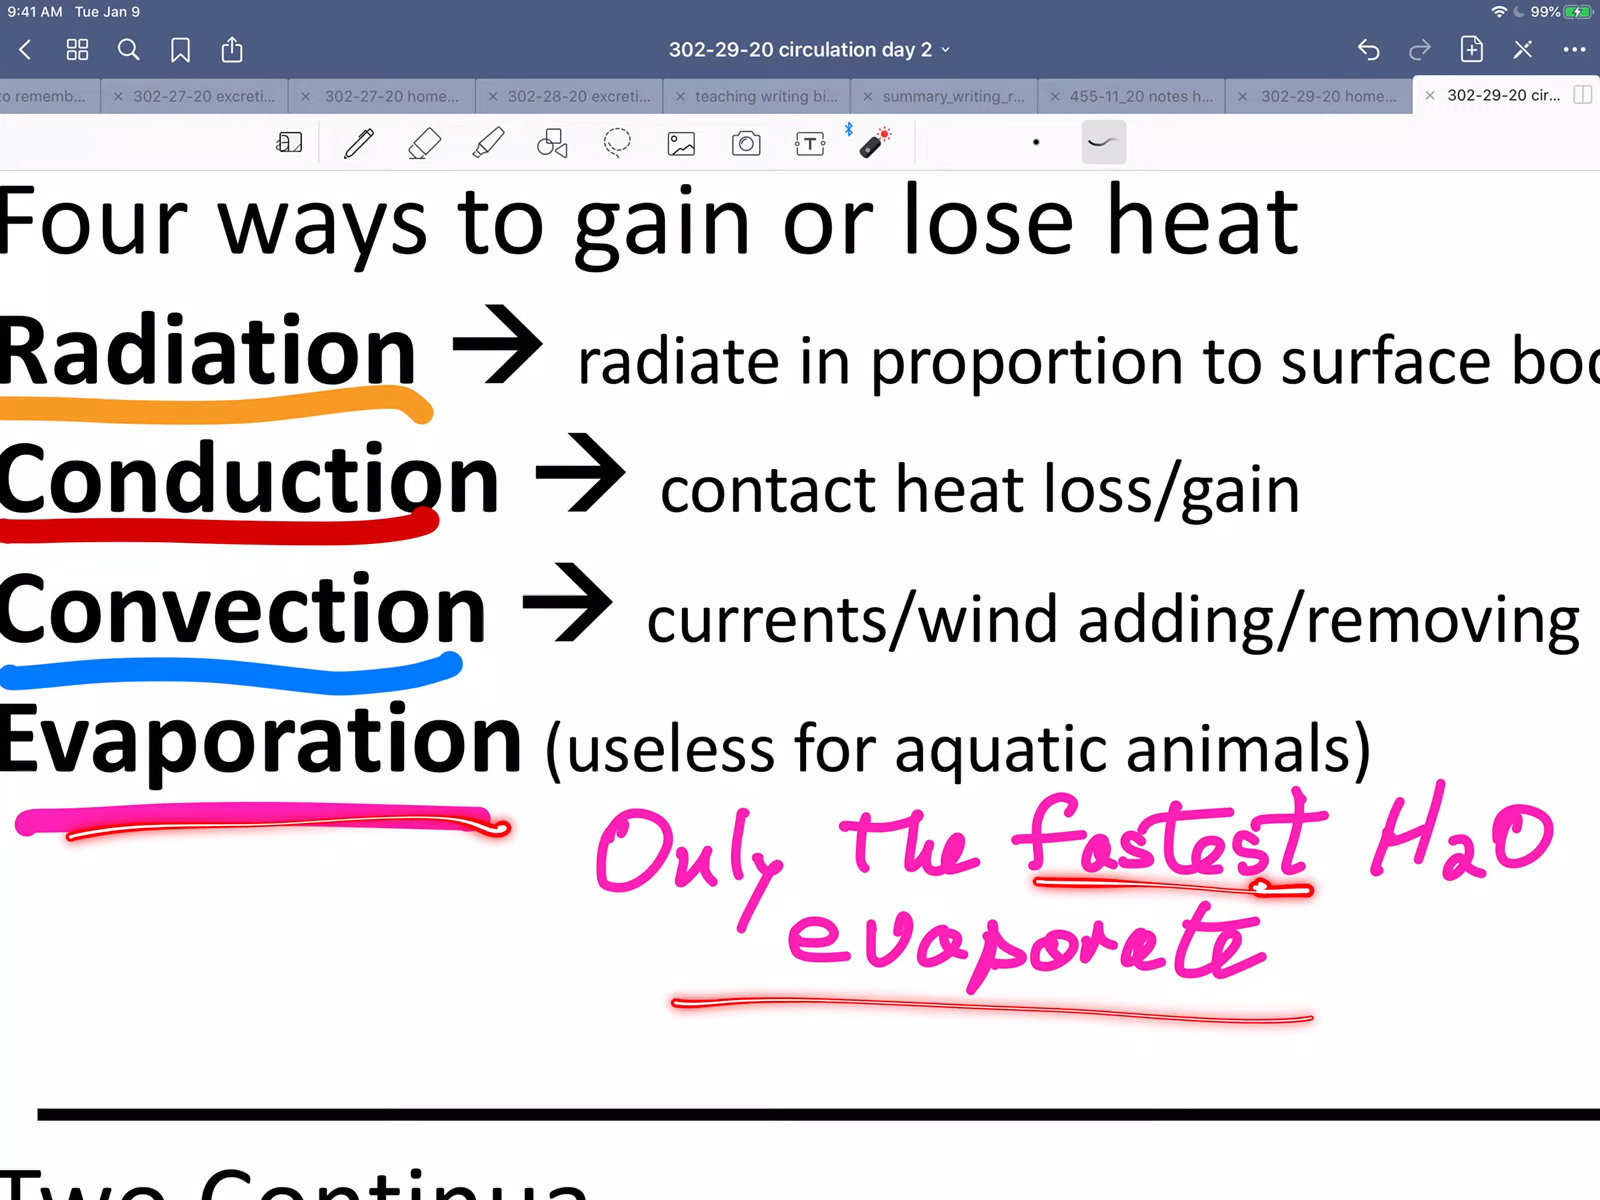 9:41 AM Tue Jan 9
99%
302-29-20 circulation day 2
o rememb...
302-27-20 excreti...
302-27-20 home...
302-28-20 excreti...
teaching writing bi...
summary_writing_r...
455-11_20 notes h...
302-29-20 home...
302-29-20 cir...
Four ways to gain or lose heat
Radiation → radiate in proportion to surface
Conduction → contact heat loss/gain
Convection → currents/wind adding/removing
Evaporation (useless for aquatic animals)
Only the fastest H2O
evaporate
Two Continua